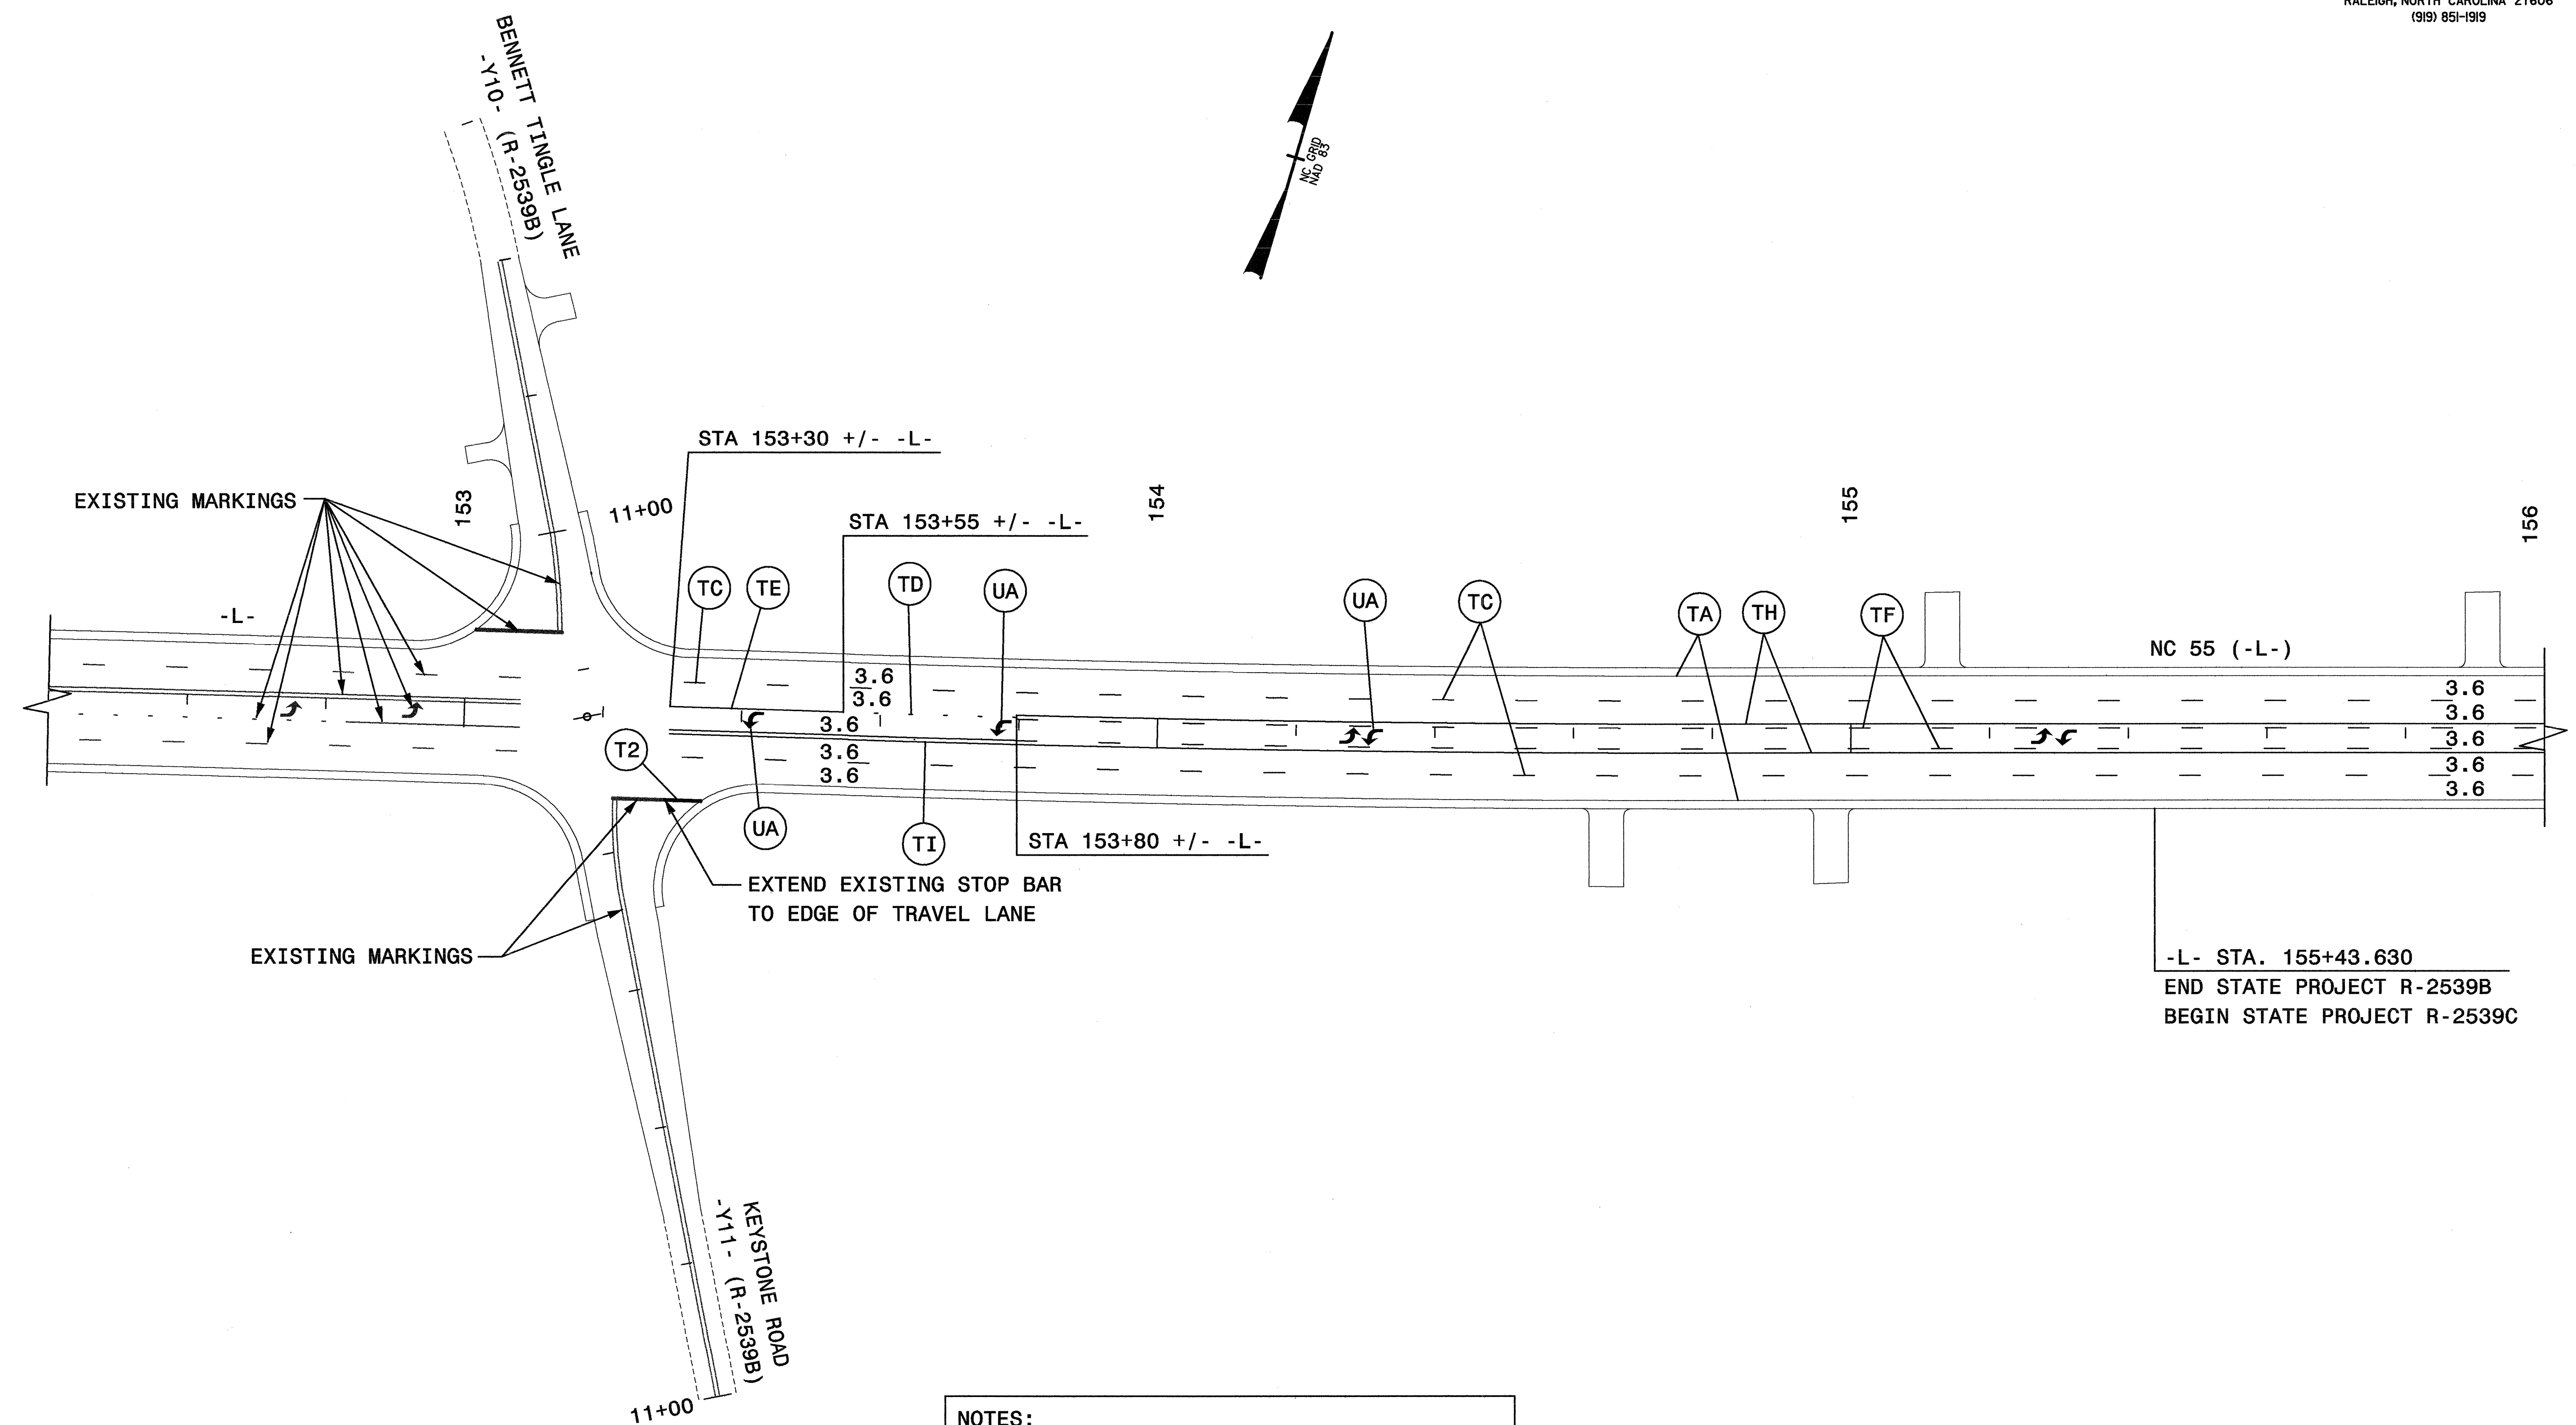 RALEIGH, NORTH CAROLINA 27606
(919) 851-1919
BENNETT TINGLE LANE
-Y10- (R-2539B)
NC GRID
NAD 83
STA 153+30 +/- -L-
EXISTING MARKINGS
153
11+00
STA 153+55 +/- -L-
154
155
156
TC
TE
TD
UA
UA
TC
TA
TH
TF
-L-
NC 55 (-L-)
3.6
3.6
3.6
3.6
3.6
3.6
3.6
3.6
3.6
3.6
T2
UA
TI
STA 153+80 +/- -L-
EXTEND EXISTING STOP BAR
TO EDGE OF TRAVEL LANE
EXISTING MARKINGS
-L- STA. 155+43.630
END STATE PROJECT R-2539B
BEGIN STATE PROJECT R-2539C
KEYSTONE ROAD
-Y11- (R-2539B)
11+00
NOTES: